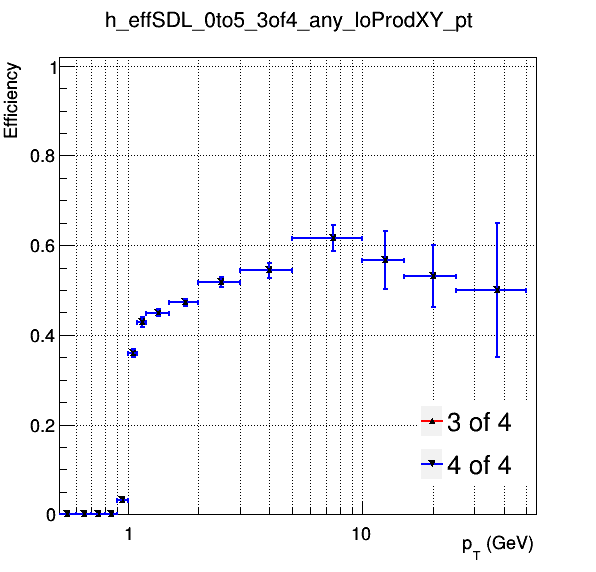 h_effSDL_0to5_3of4_any_loProdXY_pt
Efficiency
1
0.8
0.6
0.4
0.2
0
1
10
p_T (GeV)
3 of 4
4 of 4